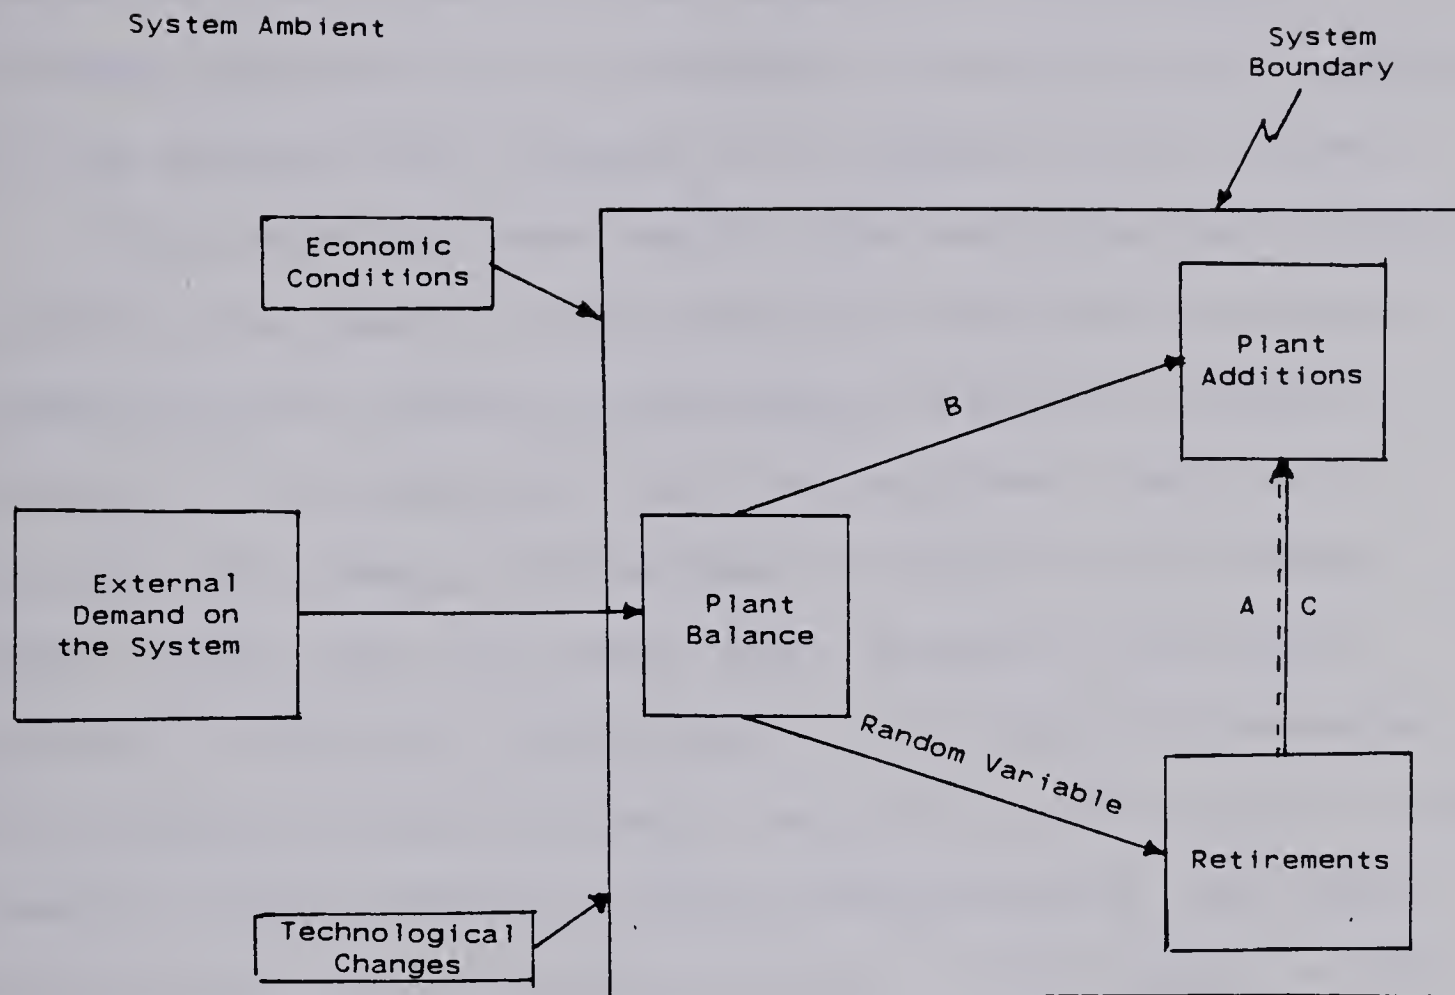 System Ambient
System
Boundary
Economic
Conditions
Plant
Additions
B
External
Demand on
the System
Plant
Balance
A
C
Random Variable
Retirements
Technological
Changes